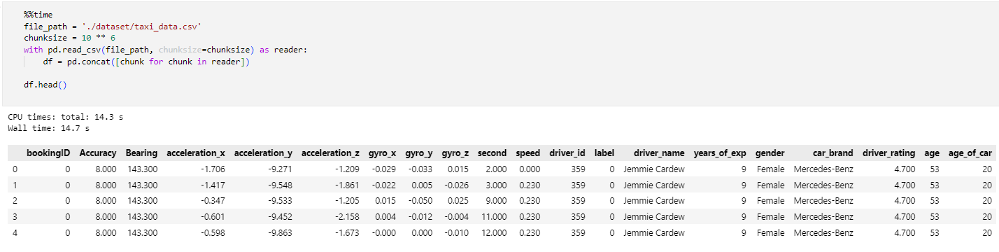 %%time
file_path = './dataset/taxi_data.csv'
chunksize = 10 ** 6
with pd.read_csv(file_path, chunksize=chunksize) as reader:
    df = pd.concat([chunk for chunk in reader])
df.head()
CPU times: total: 14.3 s
Wall time: 14.7 s
bookingID Accuracy Bearing acceleration_x acceleration_y acceleration_z gyro_x gyro_y gyro_z second speed driver_id label driver_name years_of_exp gender car_brand driver_rating age age_of_car
0 0 8.000 143.300 -1.706 -9.271 -1.209 -0.029 -0.033 0.015 2.000 0.000 359 0 Jemmie Cardew 9 Female Mercedes-Benz 4.700 53 20
1 0 8.000 143.300 -1.417 -9.548 -1.861 -0.022 0.005 -0.026 3.000 0.230 359 0 Jemmie Cardew 9 Female Mercedes-Benz 4.700 53 20
2 0 8.000 143.300 -0.347 -9.533 -1.205 0.015 -0.050 0.025 9.000 0.230 359 0 Jemmie Cardew 9 Female Mercedes-Benz 4.700 53 20
3 0 8.000 143.300 -0.601 -9.452 -2.158 0.004 -0.012 -0.004 11.000 0.230 359 0 Jemmie Cardew 9 Female Mercedes-Benz 4.700 53 20
4 0 8.000 143.300 -0.598 -9.863 -1.673 -0.000 0.000 -0.010 12.000 0.230 359 0 Jemmie Cardew 9 Female Mercedes-Benz 4.700 53 20